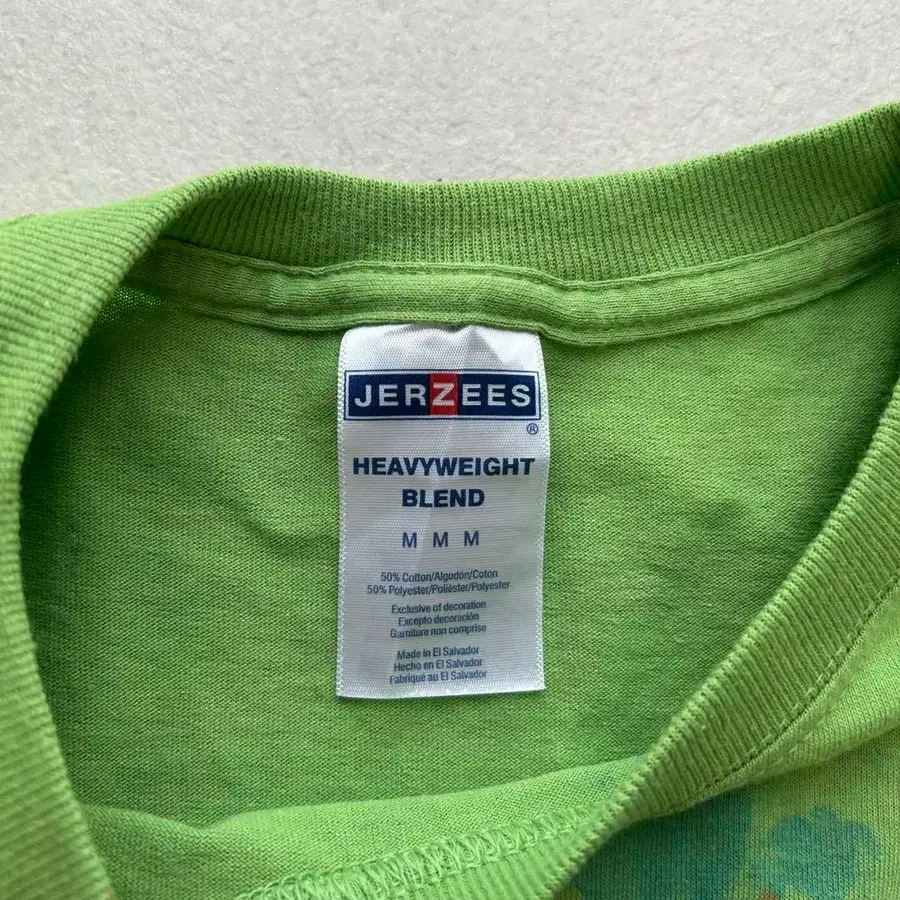 JERZEES
®
HEAVYWEIGHT
BLEND
M M M
50% Cotton/Algodón/Coton
50% Polyester/Poliéster/Polyester
Exclusive of decoration
Excepto decoración
Garniture non comprise
Made in El Salvador
Hecho en El Salvador
Fabriqué au El Salvador